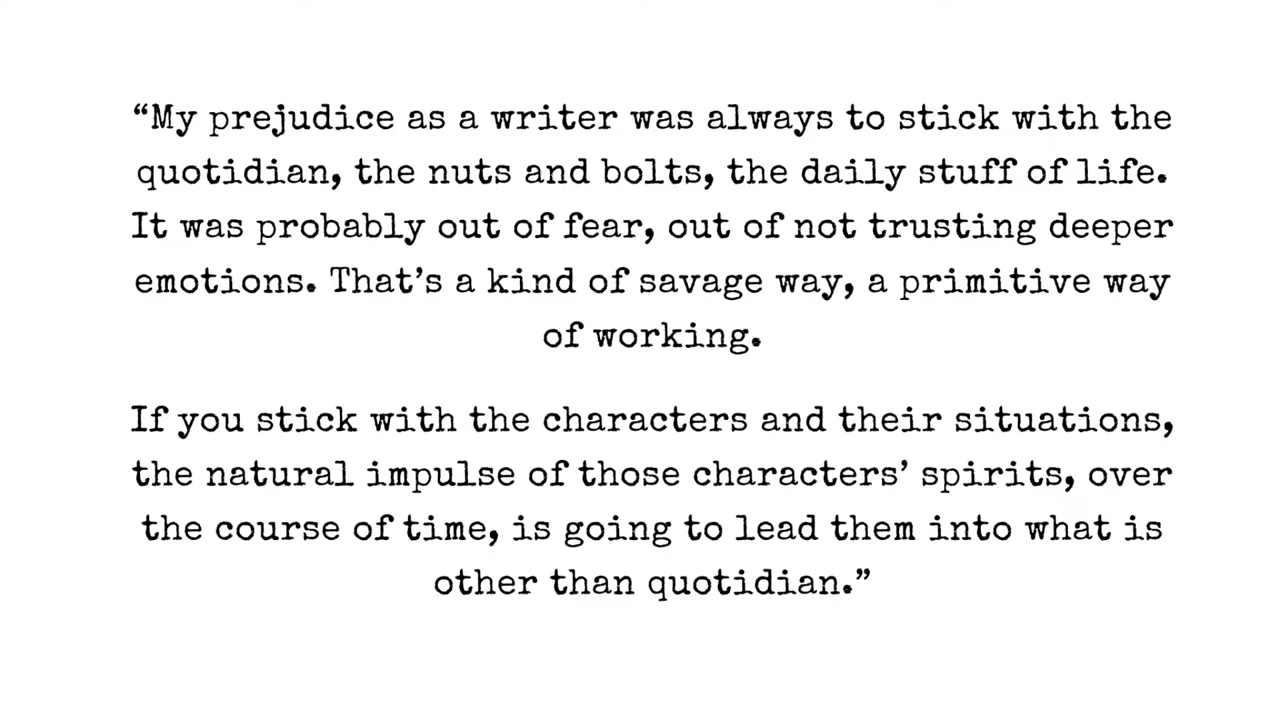 “My prejudice as a writer was always to stick with the
quotidian, the nuts and bolts, the daily stuff of life.
It was probably out of fear, out of not trusting deeper
emotions. That’s a kind of savage way, a primitive way
of working.
If you stick with the characters and their situations,
the natural impulse of those characters’ spirits, over
the course of time, is going to lead them into what is
other than quotidian.”